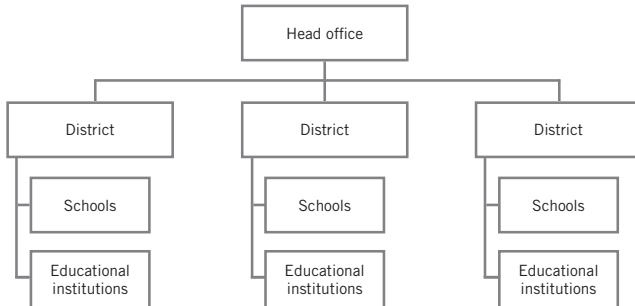 Head office
District
District
District
Schools
Schools
Schools
Educational
institutions
Educational
institutions
Educational
institutions